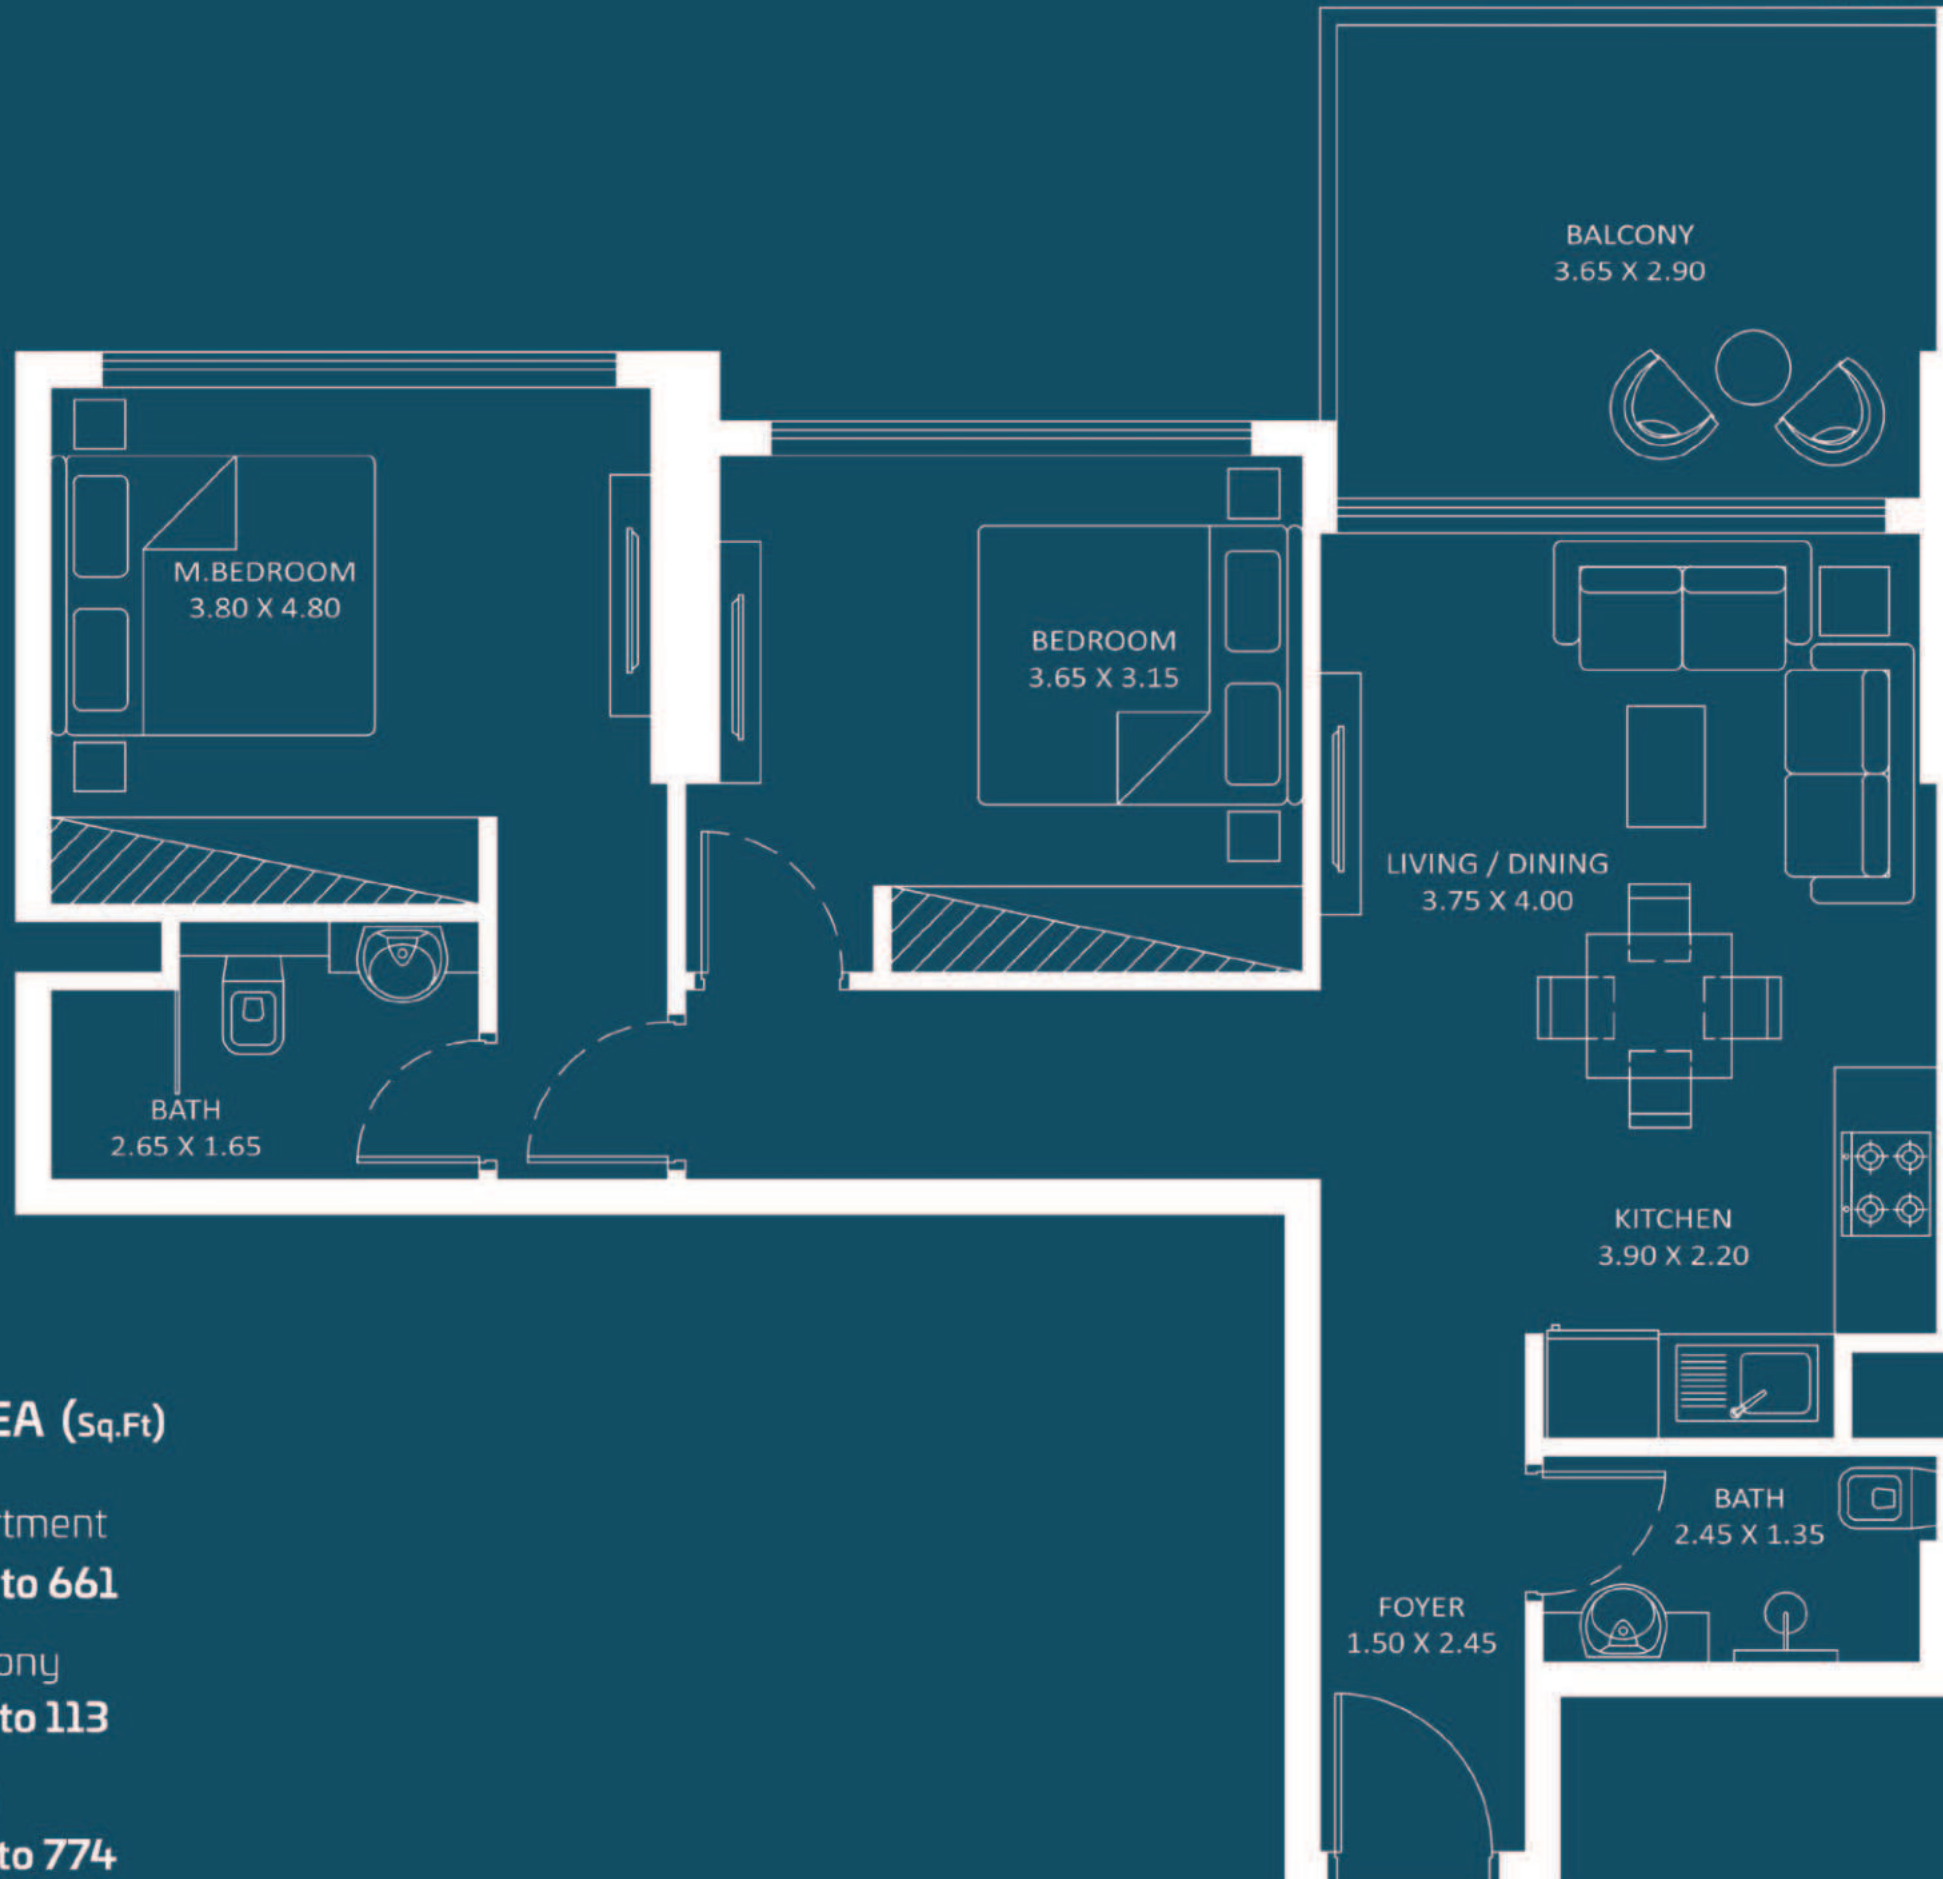 BALCONY
3.65 X 2.90
M.BEDROOM
3.80 X 4.80
BEDROOM
3.65 X 3.15
LIVING / DINING
3.75 X 4.00
BATH
2.65 X 1.65
KITCHEN
3.90 X 2.20
BATH
2.45 X 1.35
FOYER
1.50 X 2.45
EA (Sq.Ft)
rtment
to 661
ony
to 113
to 774